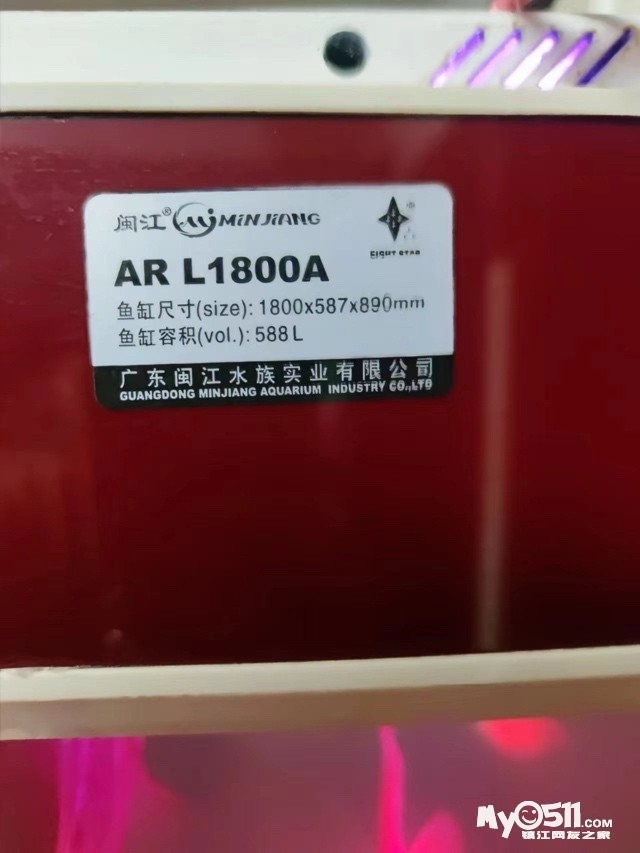 闽江® MINJIANG
EIGHT STAR
AR L1800A
鱼缸尺寸(size): 1800x587x890mm
鱼缸容积(vol.): 588L
广东闽江水族实业有限公司
GUANGDONG MINJIANG AQUARIUM INDUSTRY CO.,LTD
My0511.COM
镇江网友之家